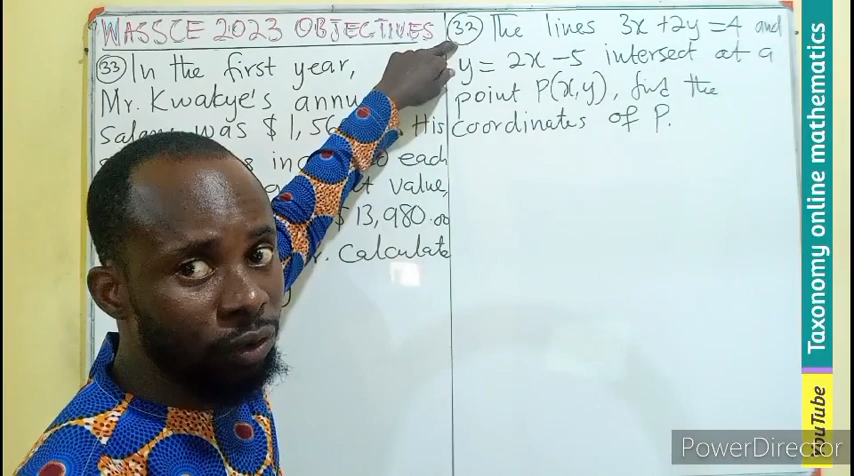 WASSCE 2023 OBJECTIVES
33 In the first year,
Mr. Kwakye's annu
was $ 1,56 His
in each
value,
$ 13,980.00
Calculate
32 The lines 3x + 2y = 4 and
y = 2x - 5 intersect at a
point P(x,y), find the
coordinates of P.
Taxonomy online mathematics
YouTube
PowerDirector